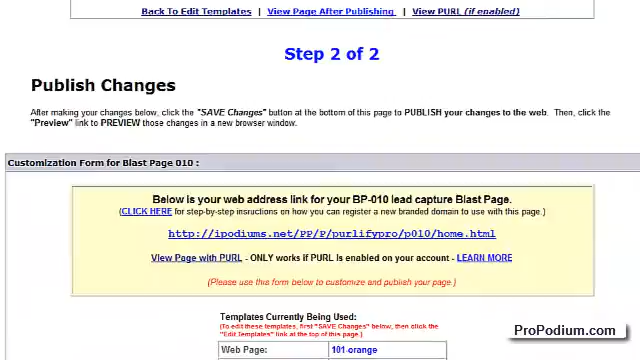 Back To Edit Templates | View Page After Publishing | View PURL (if enabled)
Step 2 of 2
Publish Changes
After making your changes below, click the "SAVE Changes" button at the bottom of this page to PUBLISH your changes to the web. Then, click the
"Preview" link to PREVIEW those changes in a new browser window.
Customization Form for Blast Page 010 :
Below is your web address link for your BP-010 lead capture Blast Page.
(CLICK HERE for step-by-step insructions on how you can register a new branded domain to use with this page.)
http://ipodiums.net/PP/P/purlifypro/p010/home.html
View Page with PURL - ONLY works if PURL is enabled on your account - LEARN MORE
(Please use this form below to customize and publish your page.)
Templates Currently Being Used:
(To edit these templates, first "SAVE Changes" below, then click the
"Edit Templates" link at the top of this page.)
Web Page: 101-orange
ProPodium.com